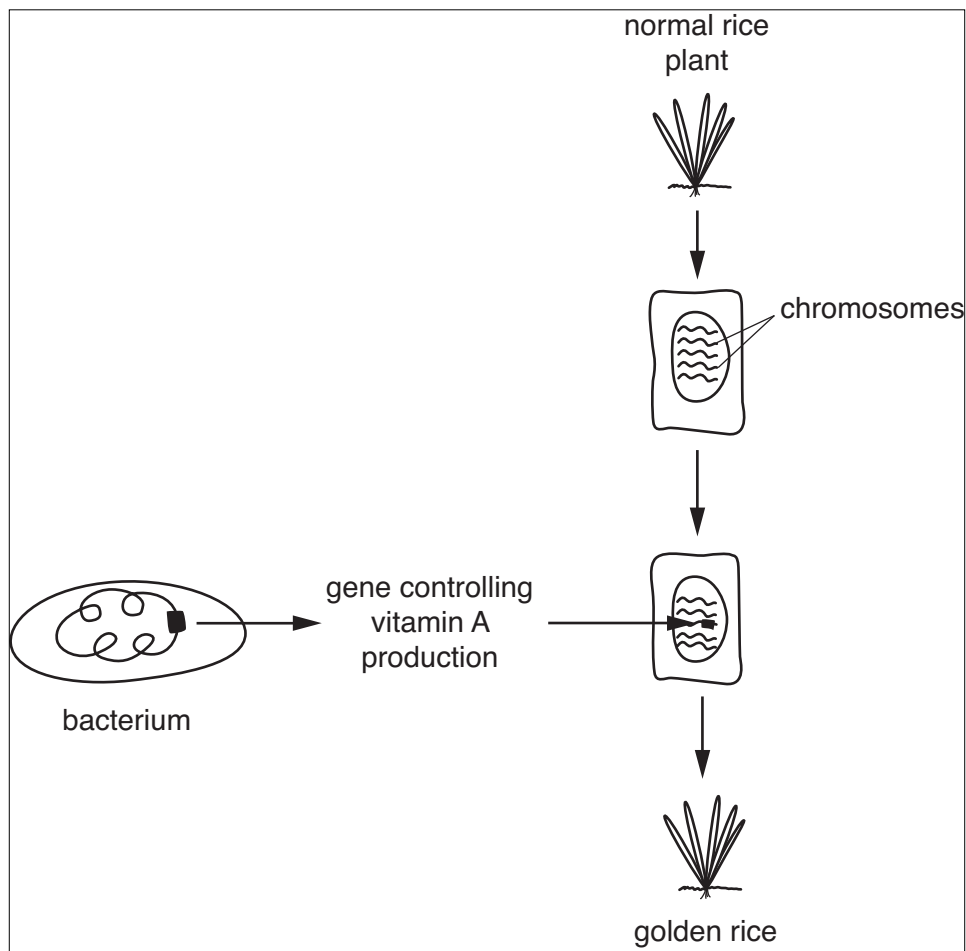 normal rice
plant
chromosomes
gene controlling
vitamin A
production
bacterium
golden rice